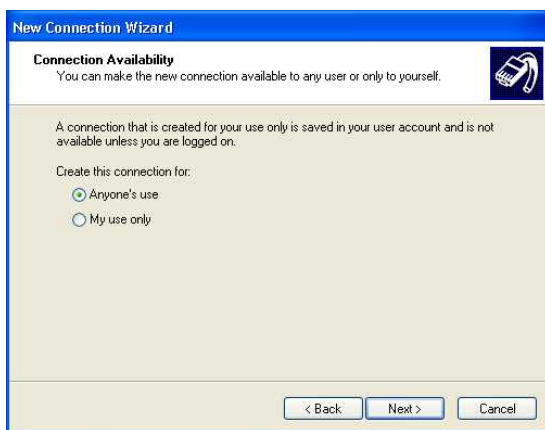 New Connection Wizard
Connection Availability
You can make the new connection available to any user or only to yourself.
A connection that is created for your use only is saved in your user account and is not
available unless you are logged on.
Create this connection for:
Anyone's use
My use only
< Back
Next >
Cancel